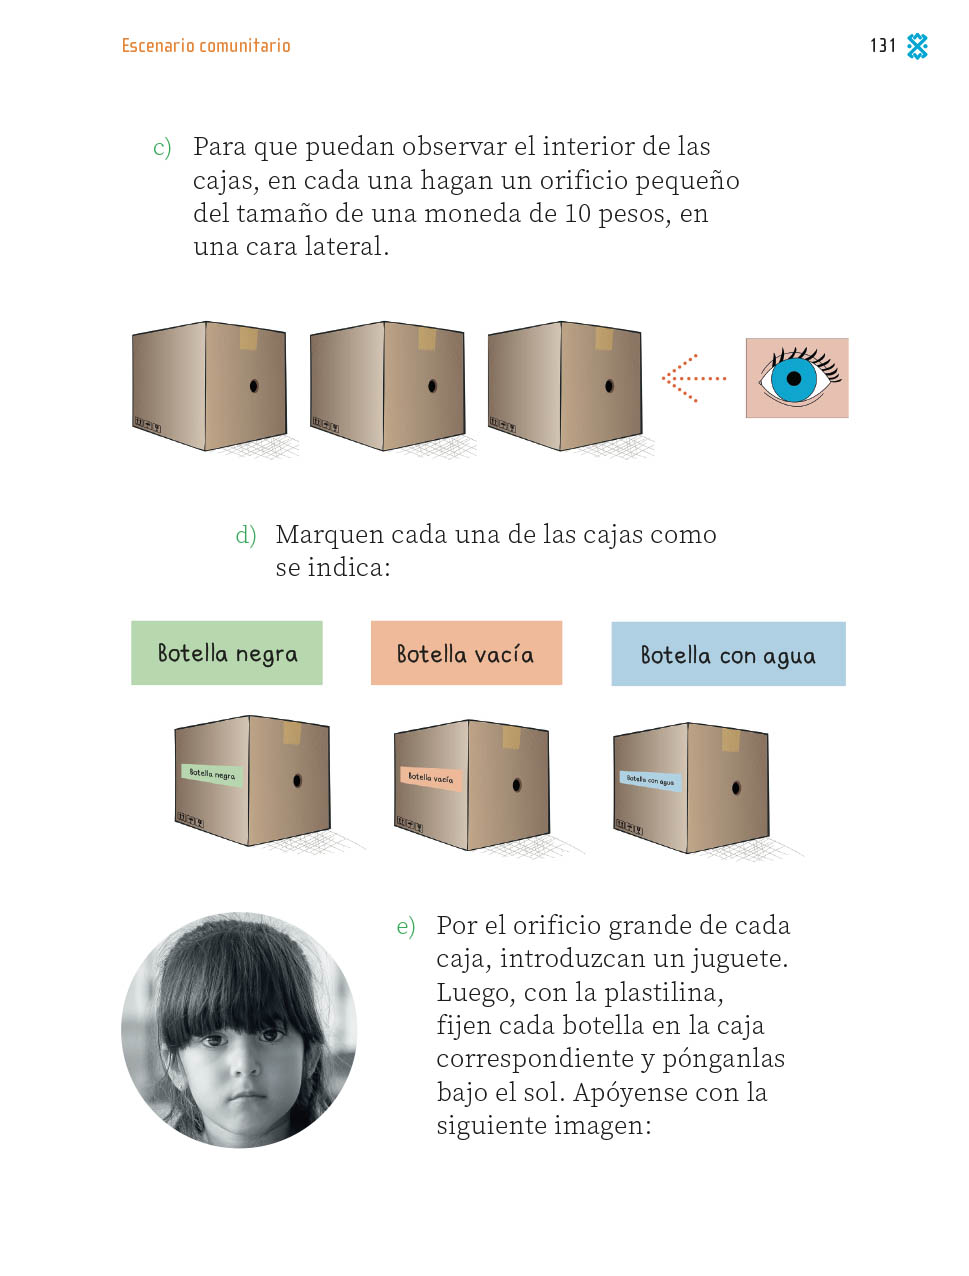 Escenario comunitario
131
c) Para que puedan observar el interior de las
cajas, en cada una hagan un orificio pequeño
del tamaño de una moneda de 10 pesos, en
una cara lateral.
d) Marquen cada una de las cajas como
se indica:
Botella negra
Botella vacía
Botella con agua
Botella negra
Botella vacía
Botella con agua
e) Por el orificio grande de cada
caja, introduzcan un juguete.
Luego, con la plastilina,
fijen cada botella en la caja
correspondiente y pónganlas
bajo el sol. Apóyense con la
siguiente imagen: